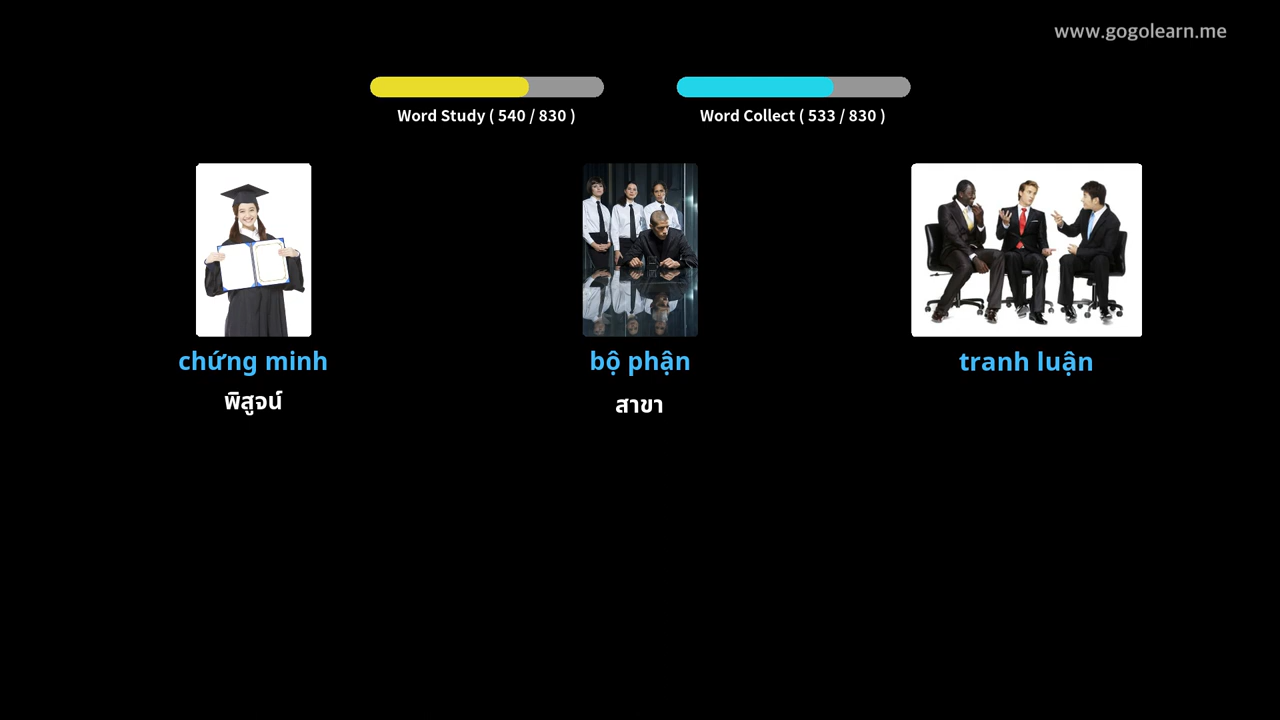 www.gogolearn.me
Word Study ( 540 / 830 )
Word Collect ( 533 / 830 )
chứng minh
bộ phận
tranh luận
พิสูจน์
สาขา